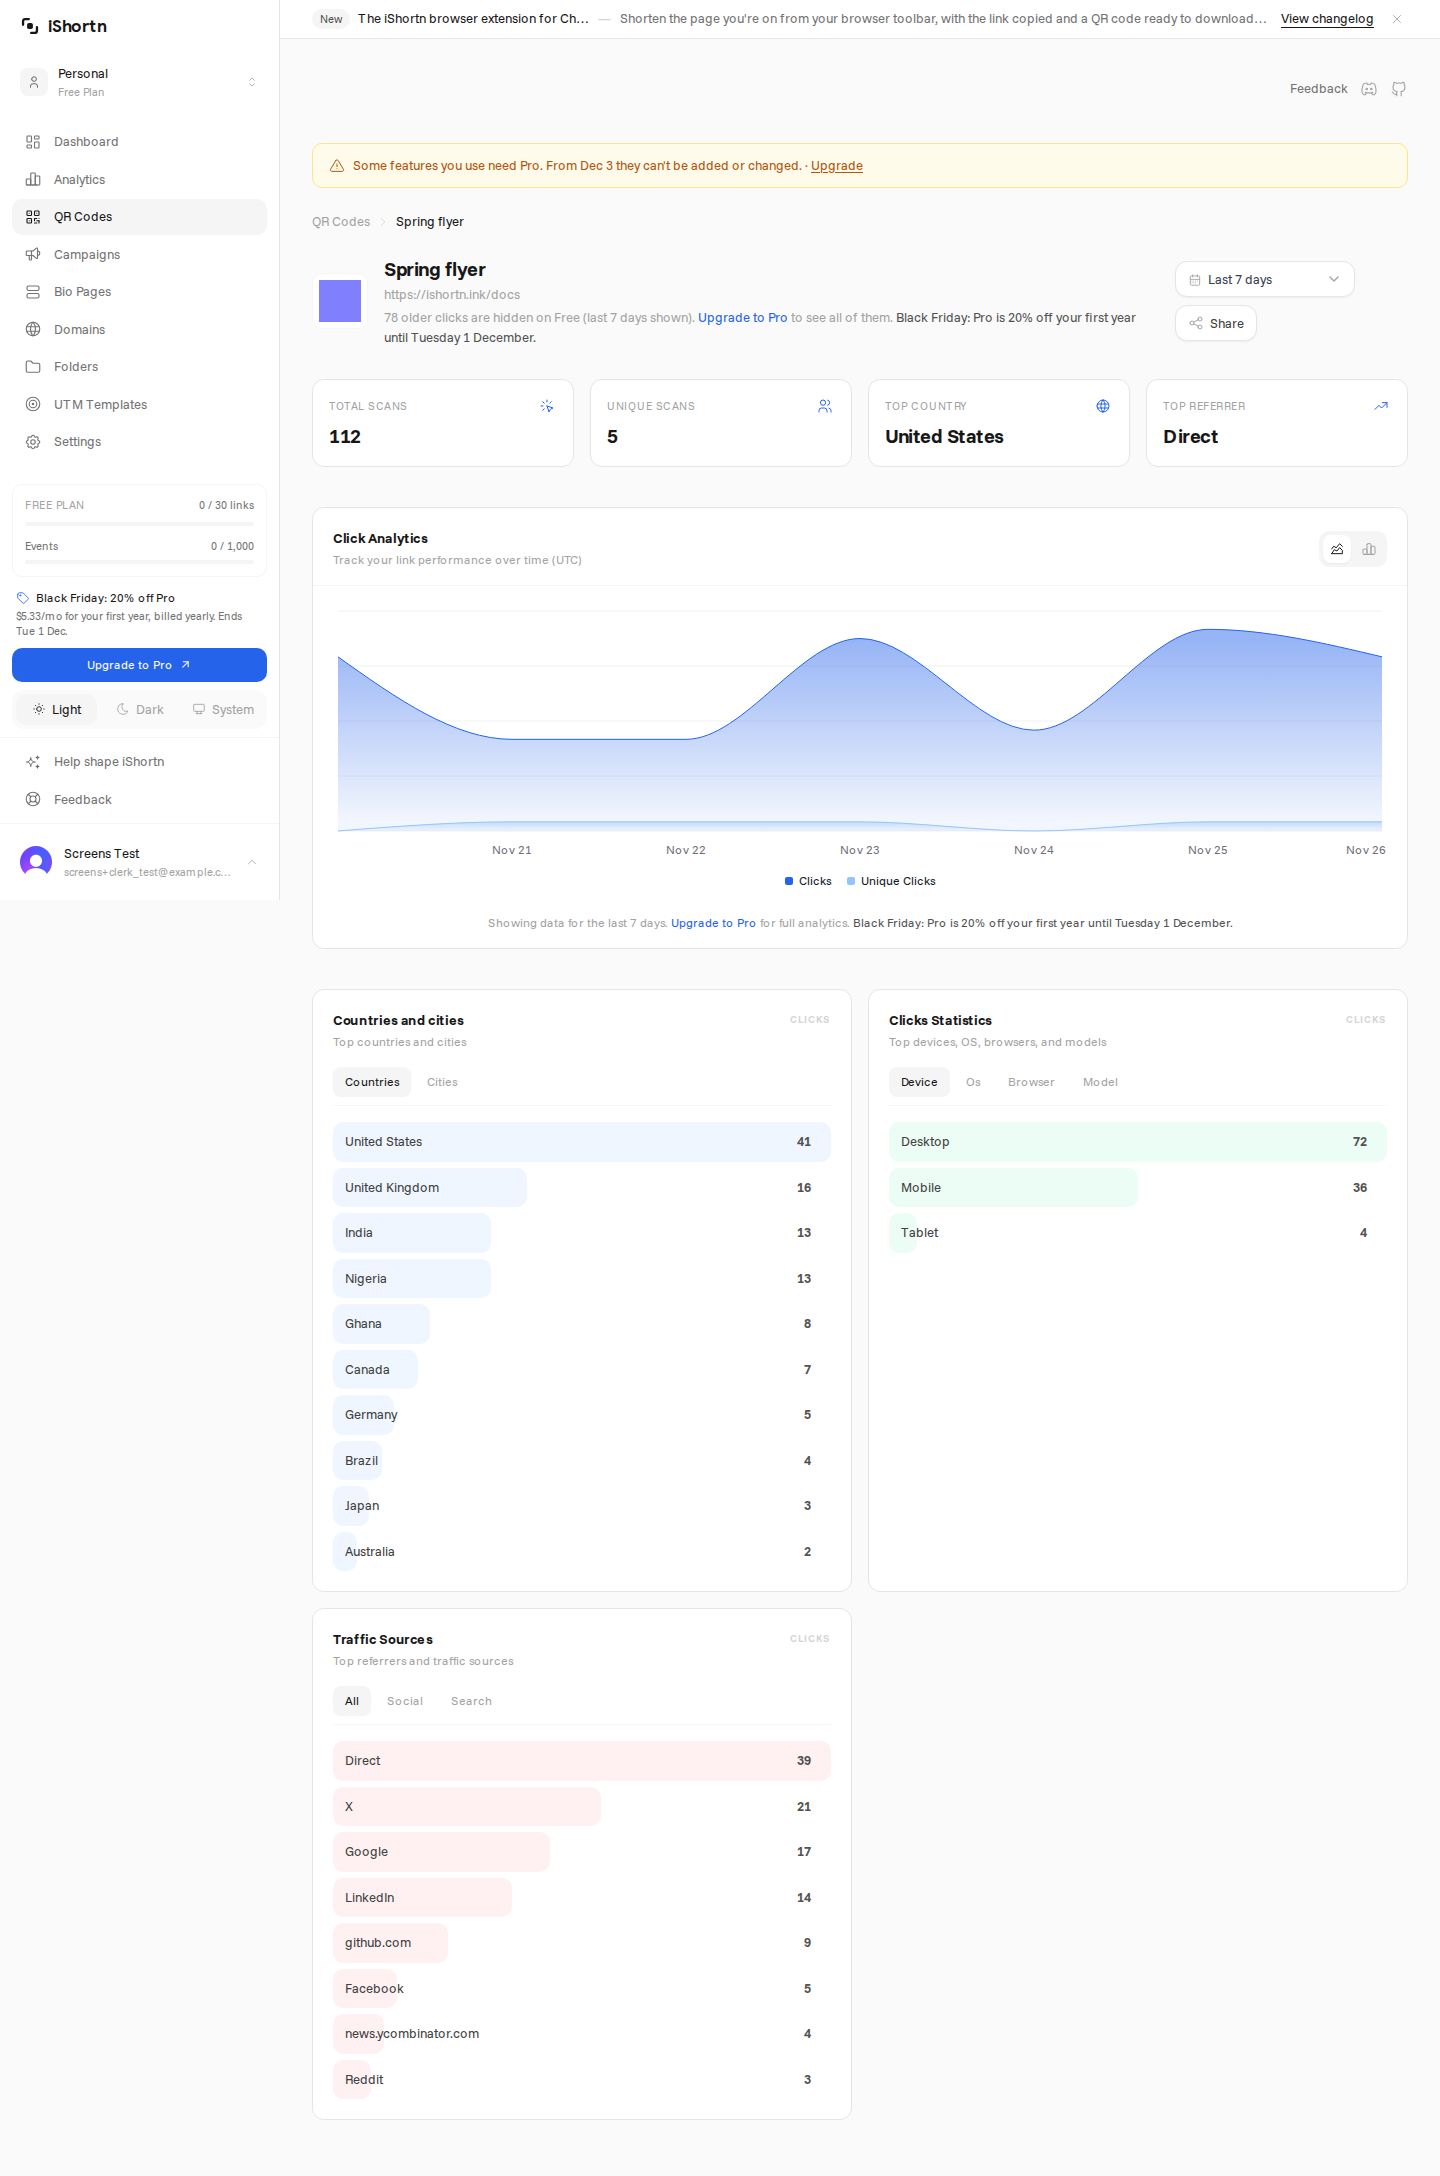 iShortn
New The iShortn browser extension for Ch... — Shorten the page you're on from your browser toolbar, with the link copied and a QR code ready to download... View changelog
Personal
Free Plan
Feedback
Dashboard
Analytics
QR Codes
Campaigns
Bio Pages
Domains
Folders
UTM Templates
Settings
FREE PLAN 0 / 30 links
Events 0 / 1,000
Black Friday: 20% off Pro
$5.33/mo for your first year, billed yearly. Ends
Tue 1 Dec.
Upgrade to Pro
Light Dark System
Help shape iShortn
Feedback
Screens Test
screens+clerk_test@example.c...
Some features you use need Pro. From Dec 3 they can't be added or changed. · Upgrade
QR Codes Spring flyer
Spring flyer
https://ishortn.ink/docs
78 older clicks are hidden on Free (last 7 days shown). Upgrade to Pro to see all of them. Black Friday: Pro is 20% off your first year
until Tuesday 1 December.
Last 7 days
Share
TOTAL SCANS
112
UNIQUE SCANS
5
TOP COUNTRY
United States
TOP REFERRER
Direct
Click Analytics
Track your link performance over time (UTC)
Nov 21 Nov 22 Nov 23 Nov 24 Nov 25 Nov 26
Clicks Unique Clicks
Showing data for the last 7 days. Upgrade to Pro for full analytics. Black Friday: Pro is 20% off your first year until Tuesday 1 December.
Countries and cities CLICKS
Top countries and cities
Countries Cities
United States 41
United Kingdom 16
India 13
Nigeria 13
Ghana 8
Canada 7
Germany 5
Brazil 4
Japan 3
Australia 2
Clicks Statistics CLICKS
Top devices, OS, browsers, and models
Device Os Browser Model
Desktop 72
Mobile 36
Tablet 4
Traffic Sources CLICKS
Top referrers and traffic sources
All Social Search
Direct 39
X 21
Google 17
LinkedIn 14
github.com 9
Facebook 5
news.ycombinator.com 4
Reddit 3